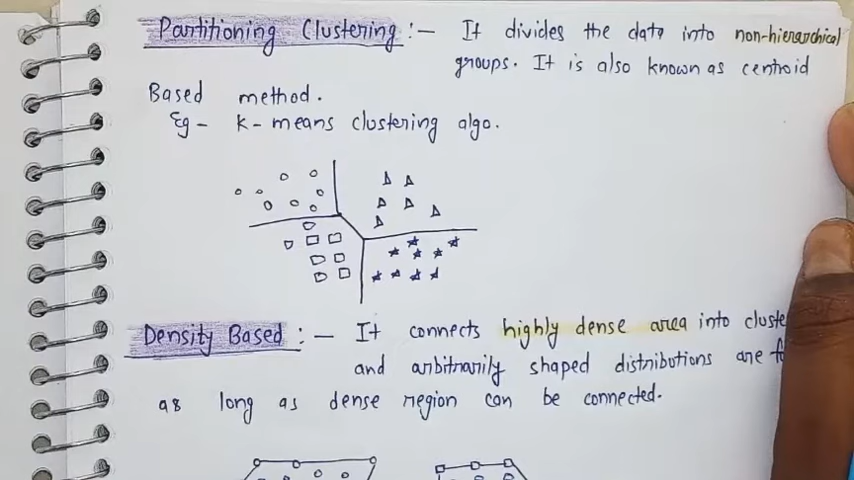 Partitioning Clustering :- It divides the data into non-hierarchical
groups. It is also known as centroid
Based method.
Eg - K-means clustering algo.
Density Based :- It connects highly dense area into
and arbitrarily shaped distributions are
as long as dense region can be connected.